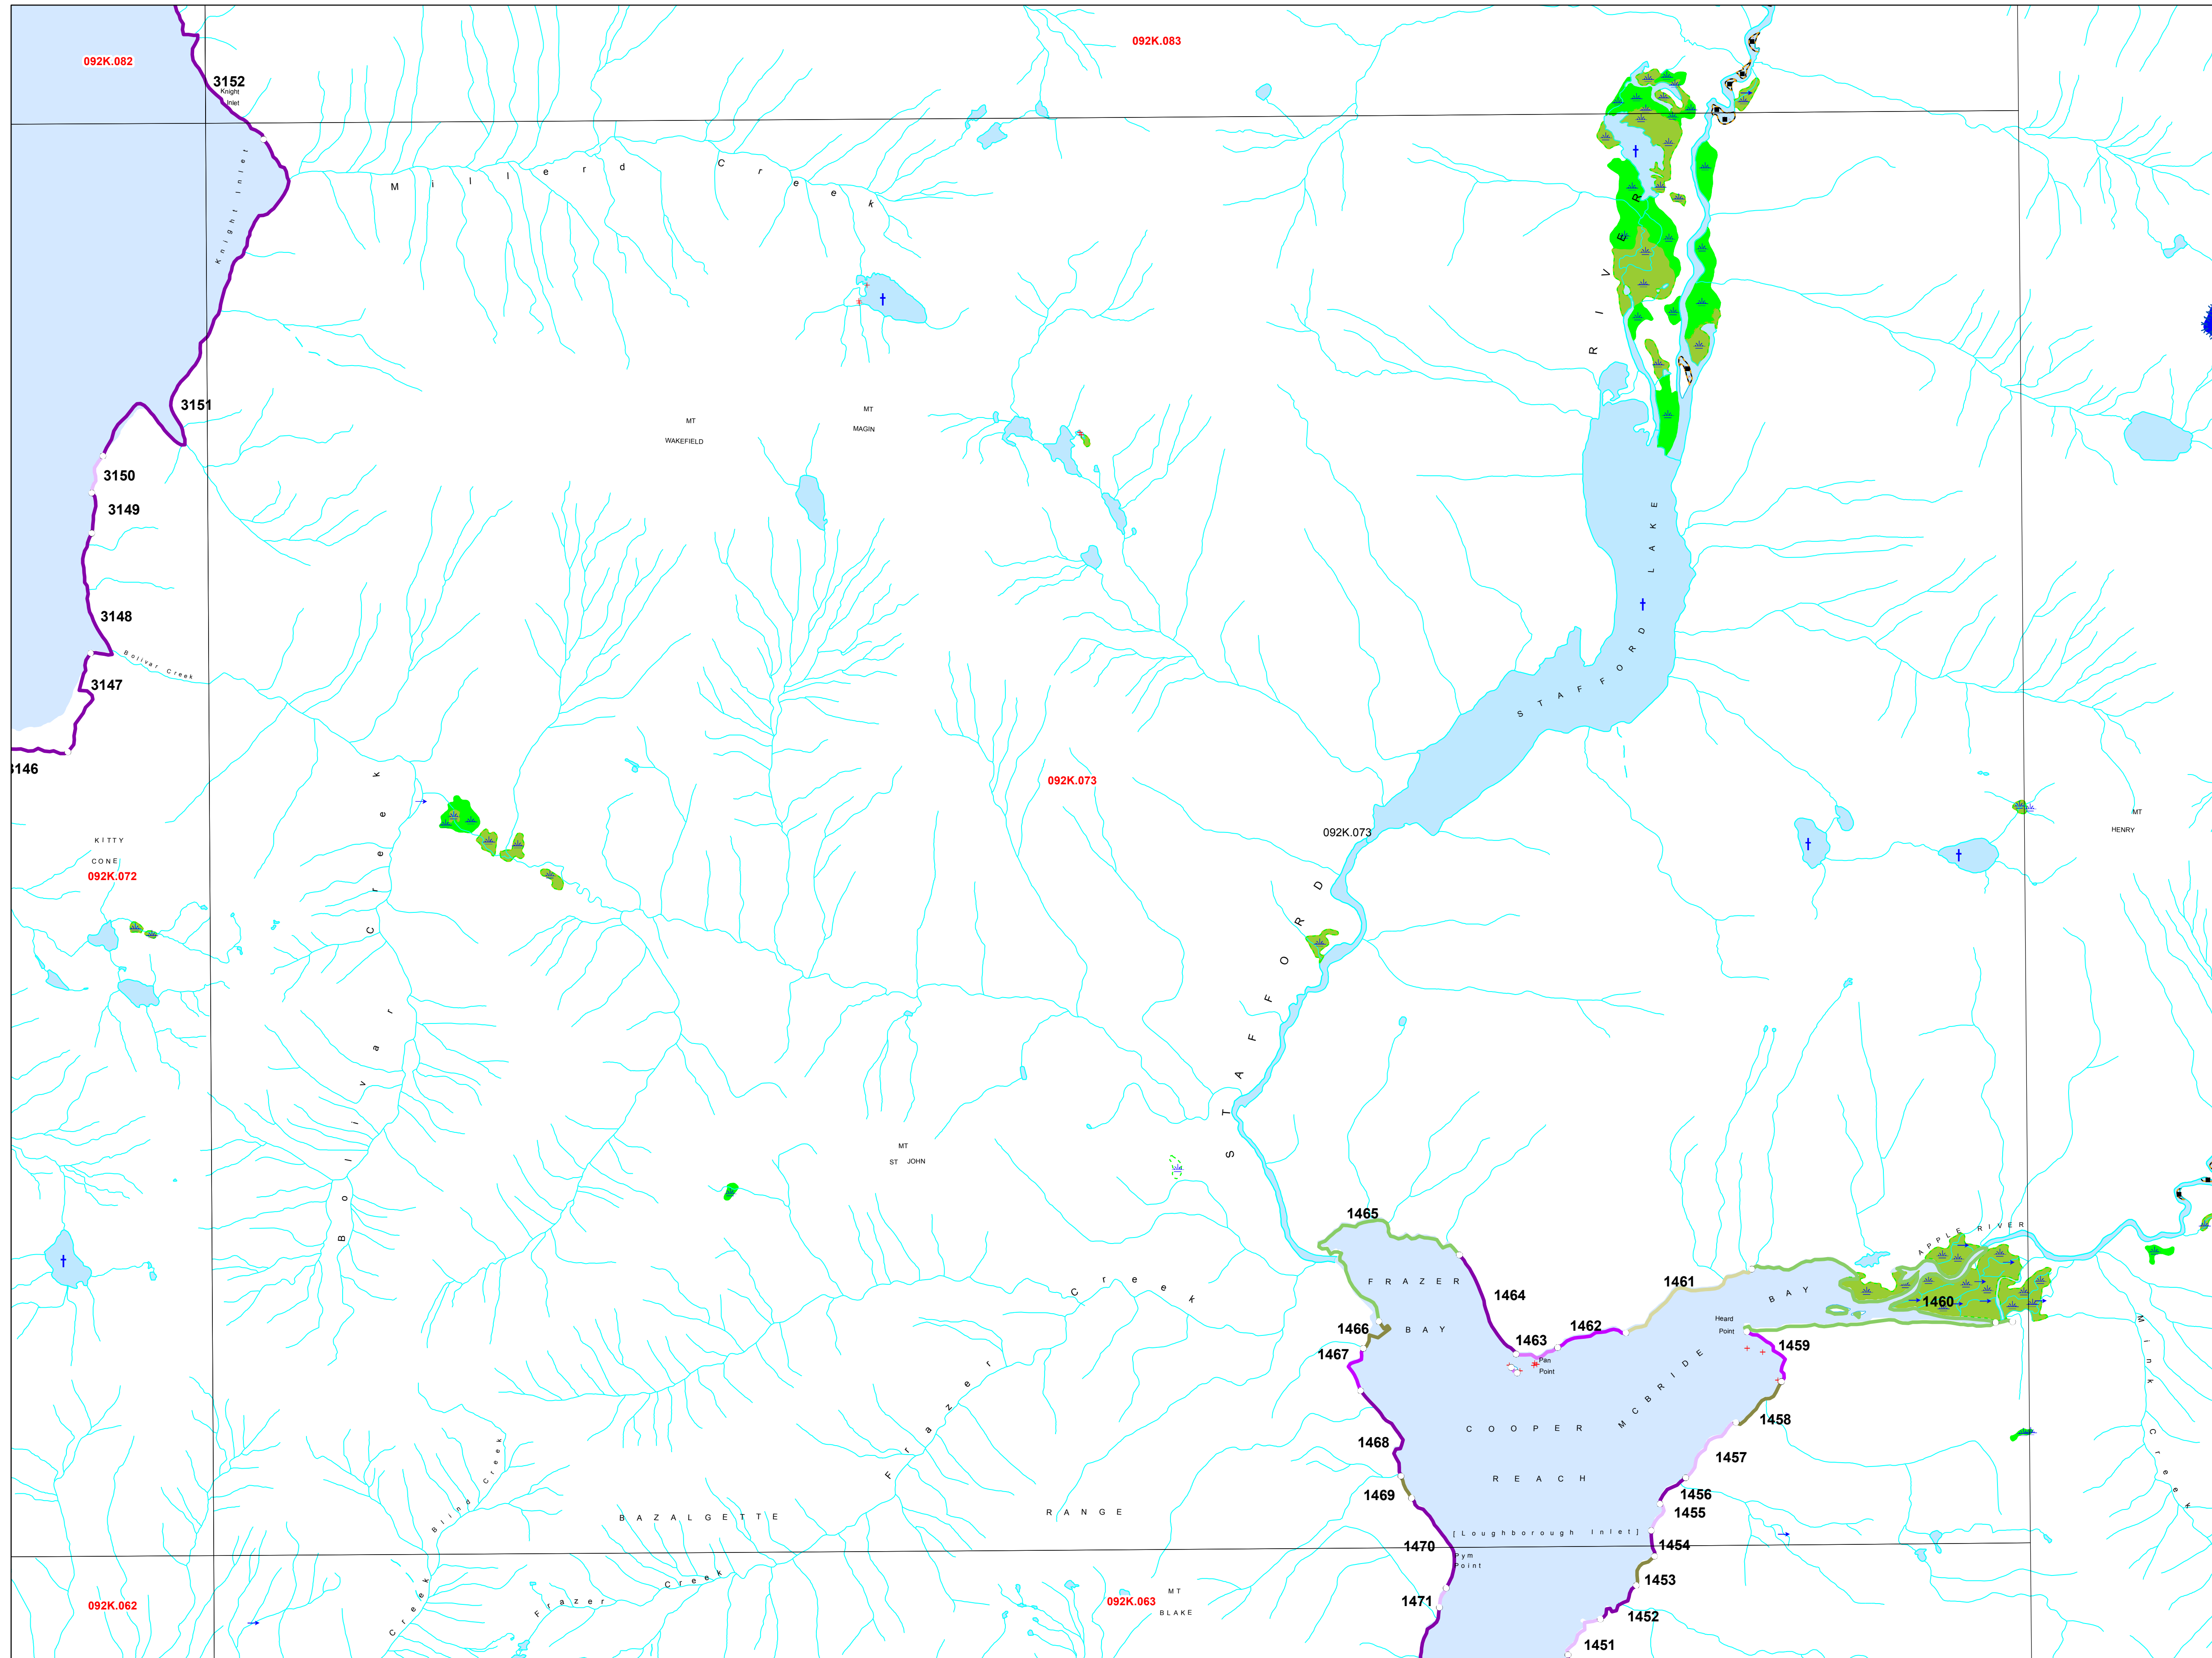 092K.082
092K.083
3152
Knight
Inlet
Knight Inlet
Millerd Creek
RIVER
3151
MT
WAKEFIELD
MT
MAGIN
3150
3149
3148
Bolivar Creek
3147
3146
STAFFORD LAKE
092K.073
092K.073
MT
HENRY
KITTY
CONE
092K.072
Bolivar Creek
STAFFORD
MT
ST JOHN
1465
APPLE RIVER
FRAZER
BAY
1464
1461
BAY
1460
Heard
Point
1466
1467
1463
1462
Pan
Point
1459
MCBRIDE
Mink Creek
Frazer Creek
COOPER
REACH
1458
1468
1457
1469
1456
1455
Blind Creek
BAZALGETTE
RANGE
[Loughborough Inlet]
1470
1454
Pym
Point
1453
092K.062
Creek
Frazer Creek
092K.063
MT
BLAKE
1471
1452
1451